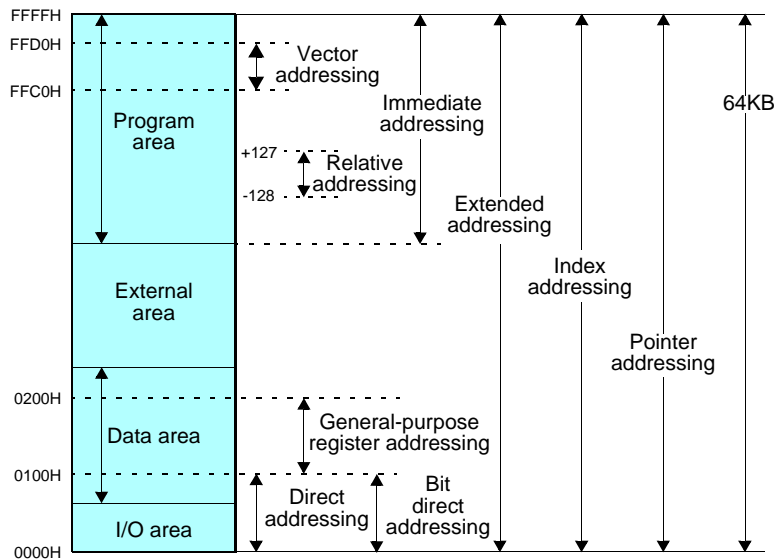 FFFFH
FFD0H
Vector
addressing
FFC0H
Immediate
addressing
64KB
Program
area
+127
Relative
addressing
-128
Extended
addressing
External
area
Index
addressing
Pointer
addressing
0200H
General-purpose
register addressing
Data area
0100H
Direct
addressing
Bit
direct
addressing
I/O area
0000H